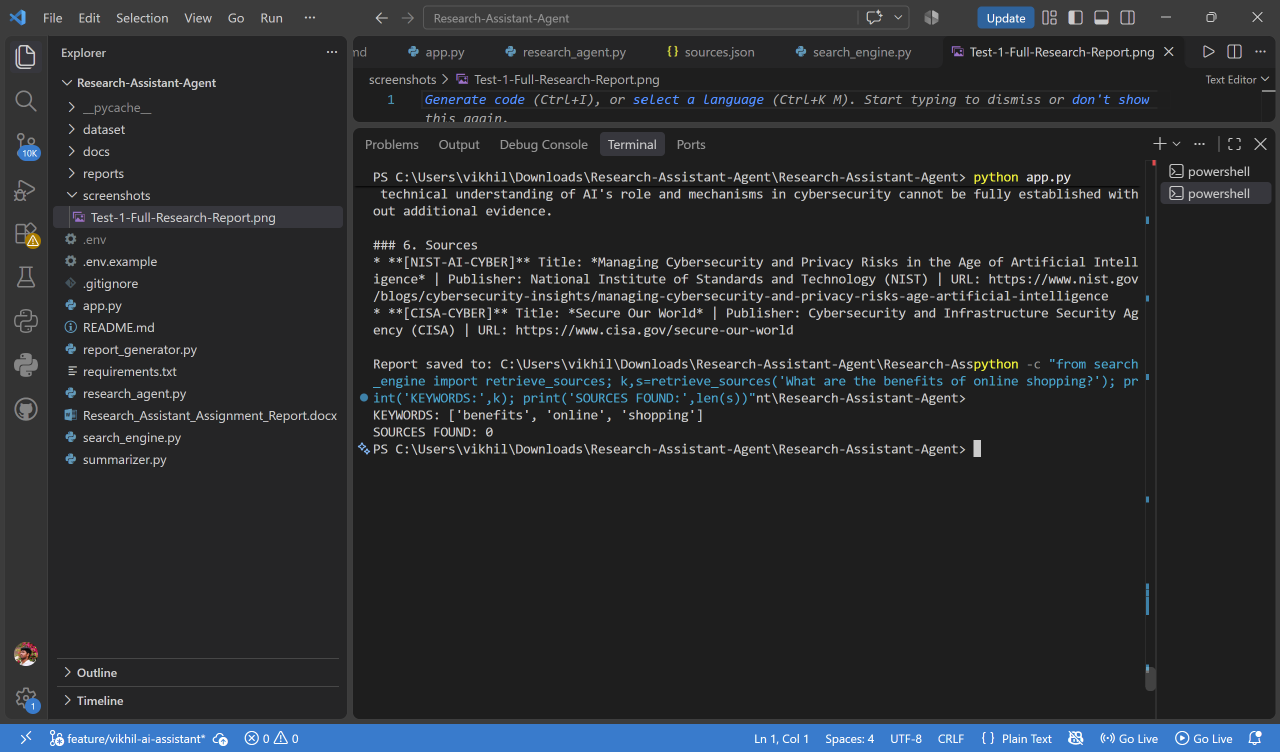 File Edit Selection View Go Run ···
Research-Assistant-Agent
Update
Explorer
Research-Assistant-Agent
__pycache__
dataset
docs
reports
screenshots
Test-1-Full-Research-Report.png
.env
.env.example
.gitignore
app.py
README.md
report_generator.py
requirements.txt
research_agent.py
Research_Assistant_Assignment_Report.docx
search_engine.py
summarizer.py
Outline
Timeline
10K
1
nd app.py research_agent.py {} sources.json search_engine.py Test-1-Full-Research-Report.png
screenshots > Test-1-Full-Research-Report.png
Text Editor
1 Generate code (Ctrl+I), or select a language (Ctrl+K M). Start typing to dismiss or don't show
this again.
Problems Output Debug Console Terminal Ports
powershell
powershell
PS C:\Users\vikhil\Downloads\Research-Assistant-Agent\Research-Assistant-Agent> python app.py
technical understanding of AI's role and mechanisms in cybersecurity cannot be fully established with
out additional evidence.
### 6. Sources
* **[NIST-AI-CYBER]** Title: *Managing Cybersecurity and Privacy Risks in the Age of Artificial Intell
igence* | Publisher: National Institute of Standards and Technology (NIST) | URL: https://www.nist.gov
/blogs/cybersecurity-insights/managing-cybersecurity-and-privacy-risks-age-artificial-intelligence
* **[CISA-CYBER]** Title: *Secure Our World* | Publisher: Cybersecurity and Infrastructure Security Ag
ency (CISA) | URL: https://www.cisa.gov/secure-our-world
Report saved to: C:\Users\vikhil\Downloads\Research-Assistant-Agent\Research-Asspython -c "from search
_engine import retrieve_sources; k,s=retrieve_sources('What are the benefits of online shopping?'); pr
int('KEYWORDS:',k); print('SOURCES FOUND:',len(s))"nt\Research-Assistant-Agent>
KEYWORDS: ['benefits', 'online', 'shopping']
SOURCES FOUND: 0
PS C:\Users\vikhil\Downloads\Research-Assistant-Agent\Research-Assistant-Agent>
feature/vikhil-ai-assistant* 0 0 Ln 1, Col 1 Spaces: 4 UTF-8 CRLF {} Plain Text Go Live Go Live